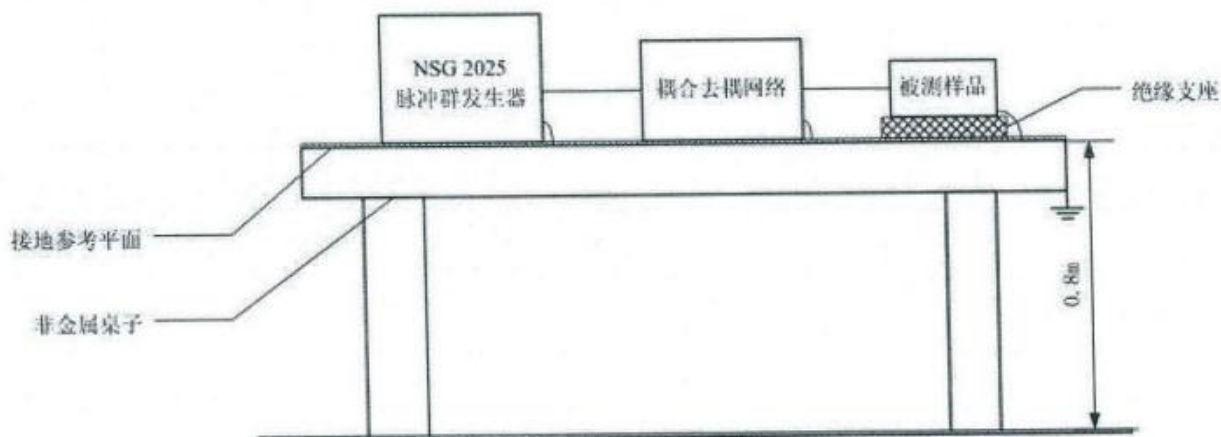 NSG 2025
脉冲群发生器
耦合去耦网络
被测样品
绝缘支座
接地参考平面
非金属桌子
0.8m